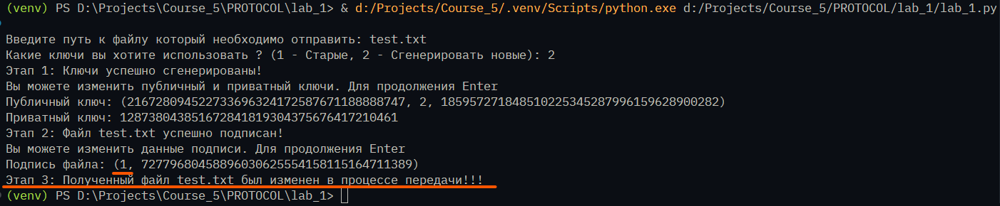 (venv) PS D:\Projects\Course_5\PROTOCOL\lab_1> & d:/Projects/Course_5/.venv/Scripts/python.exe d:/Projects/Course_5/PROTOCOL/lab_1/lab_1.py
Введите путь к файлу который необходимо отправить: test.txt
Какие ключи вы хотите использовать ? (1 - Старые, 2 - Сгенерировать новые): 2
Этап 1: Ключи успешно сгенерированы!
Вы можете изменить публичный и приватный ключи. Для продолжения Enter
Публичный ключ: (216728094522733696324172587671188888747, 2, 185957271848510225345287996159628900282)
Приватный ключ: 128738043851672841819304375676417210461
Этап 2: Файл test.txt успешно подписан!
Вы можете изменить данные подписи. Для продолжения Enter
Подпись файла: (1, 72779680458896030625554158115164711389)
Этап 3: Полученный файл test.txt был изменен в процессе передачи!!!
(venv) PS D:\Projects\Course_5\PROTOCOL\lab_1>